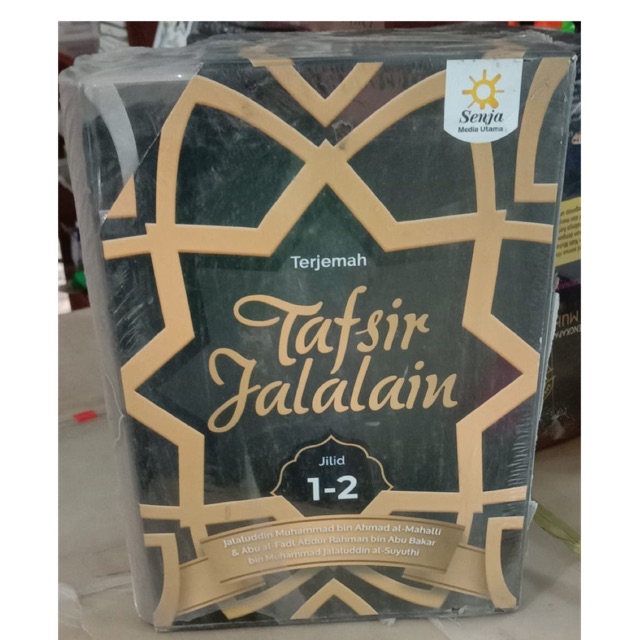 Senja
Media Utama
Terjemah
Tafsir
Jalalain
Jilid
1-2
Jalaluddin Muhammad bin Ahmad al-Mahalli
& Abu al-Fadl Abdur Rahman bin Abu Bakar
bin Muhammad Jalaluddin al-Suyuthi